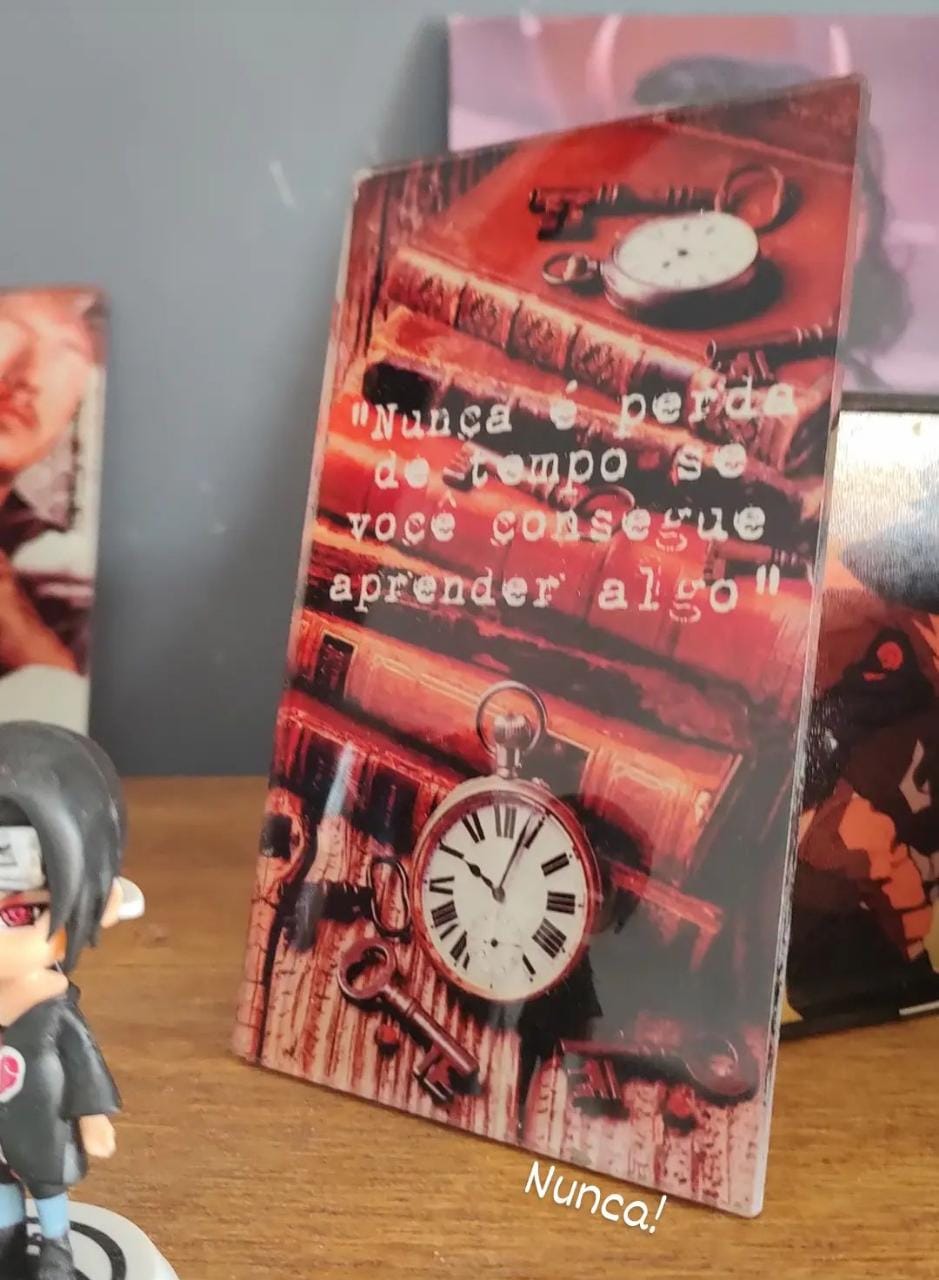 "Nunca é perda
de tempo se
você consegue
aprender algo"
Nunca!